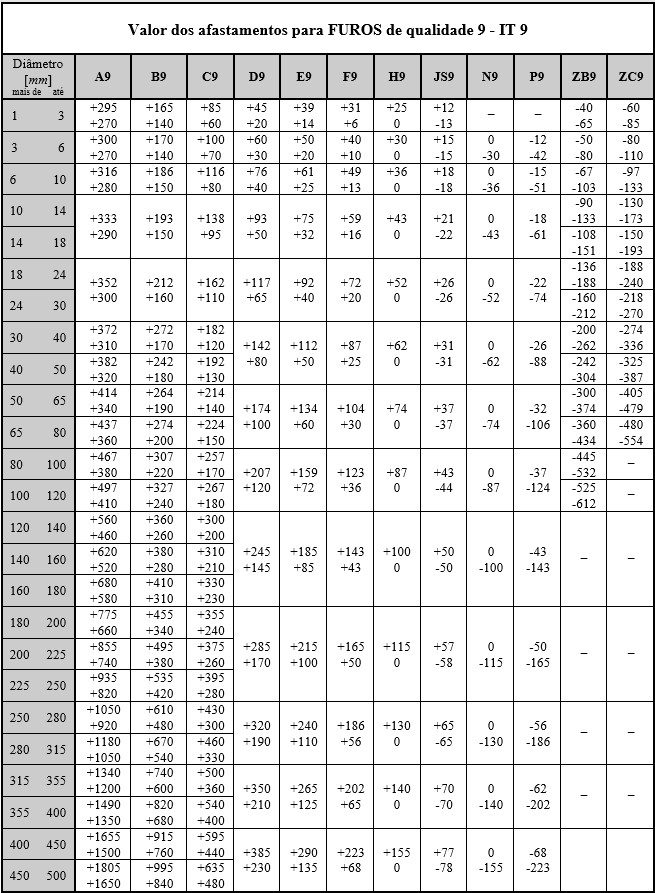 Valor dos afastamentos para FUROS de qualidade 9 - IT 9
Diâmetro [mm] mais de até A9 B9 C9 D9 E9 F9 H9 JS9 N9 P9 ZB9 ZC9
1 3 +295 +165 +85 +45 +39 +31 +25 +12 – – -40 -60
+270 +140 +60 +20 +14 +6 0 -13 -65 -85
3 6 +300 +170 +100 +60 +50 +40 +30 +15 0 -12 -50 -80
+270 +140 +70 +30 +20 +10 0 -15 -30 -42 -80 -110
6 10 +316 +186 +116 +76 +61 +49 +36 +18 0 -15 -67 -97
+280 +150 +80 +40 +25 +13 0 -18 -36 -51 -103 -133
10 14 +333 +193 +138 +93 +75 +59 +43 +21 0 -18 -90 -130
-133 -173
14 18 +290 +150 +95 +50 +32 +16 0 -22 -43 -61 -108 -150
-151 -193
18 24 +352 +212 +162 +117 +92 +72 +52 +26 0 -22 -136 -188
-188 -240
24 30 +300 +160 +110 +65 +40 +20 0 -26 -52 -74 -160 -218
-212 -270
30 40 +372 +272 +182 +142 +112 +87 +62 +31 0 -26 -200 -274
+310 +170 +120 -262 -336
40 50 +382 +242 +192 +80 +50 +25 0 -31 -62 -88 -242 -325
+320 +180 +130 -304 -387
50 65 +414 +264 +214 +174 +134 +104 +74 +37 0 -32 -300 -405
+340 +190 +140 -374 -479
65 80 +437 +274 +224 +100 +60 +30 0 -37 -74 -106 -360 -480
+360 +200 +150 -434 -554
80 100 +467 +307 +257 +207 +159 +123 +87 +43 0 -37 -445 –
+380 +220 +170 -532
100 120 +497 +327 +267 +120 +72 +36 0 -44 -87 -124 -525 –
+410 +240 +180 -612
120 140 +560 +360 +300
+460 +260 +200
140 160 +620 +380 +310 +245 +185 +143 +100 +50 0 -43 – –
+520 +280 +210 +145 +85 +43 0 -50 -100 -143
160 180 +680 +410 +330
+580 +310 +230
180 200 +775 +455 +355
+660 +340 +240
200 225 +855 +495 +375 +285 +215 +165 +115 +57 0 -50 – –
+740 +380 +260 +170 +100 +50 0 -58 -115 -165
225 250 +935 +535 +395
+820 +420 +280
250 280 +1050 +610 +430 +320 +240 +186 +130 +65 0 -56 – –
+920 +480 +300
280 315 +1180 +670 +460 +190 +110 +56 0 -65 -130 -186
+1050 +540 +330
315 355 +1340 +740 +500 +350 +265 +202 +140 +70 0 -62 – –
+1200 +600 +360
355 400 +1490 +820 +540 +210 +125 +65 0 -70 -140 -202
+1350 +680 +400
400 450 +1655 +915 +595 +385 +290 +223 +155 +77 0 -68
+1500 +760 +440
450 500 +1805 +995 +635 +230 +135 +68 0 -78 -155 -223
+1650 +840 +480